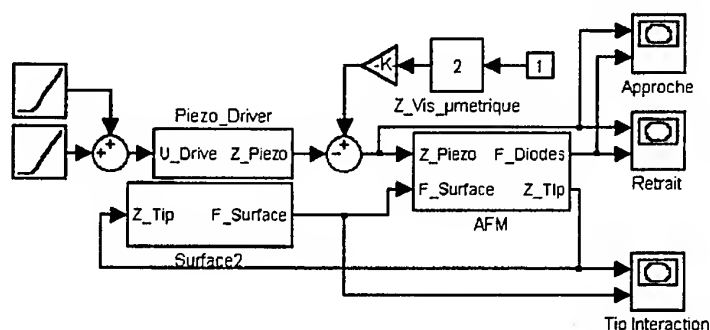 -K-
2
1
Z_Vis_µmetrique
Approche
Piezo_Driver
U_Drive
Z_Piezo
Z_Piezo
F_Diodes
F_Surface
Z_Tip
AFM
Retrait
Z_Tip
F_Surface
Surface2
Tip Interaction